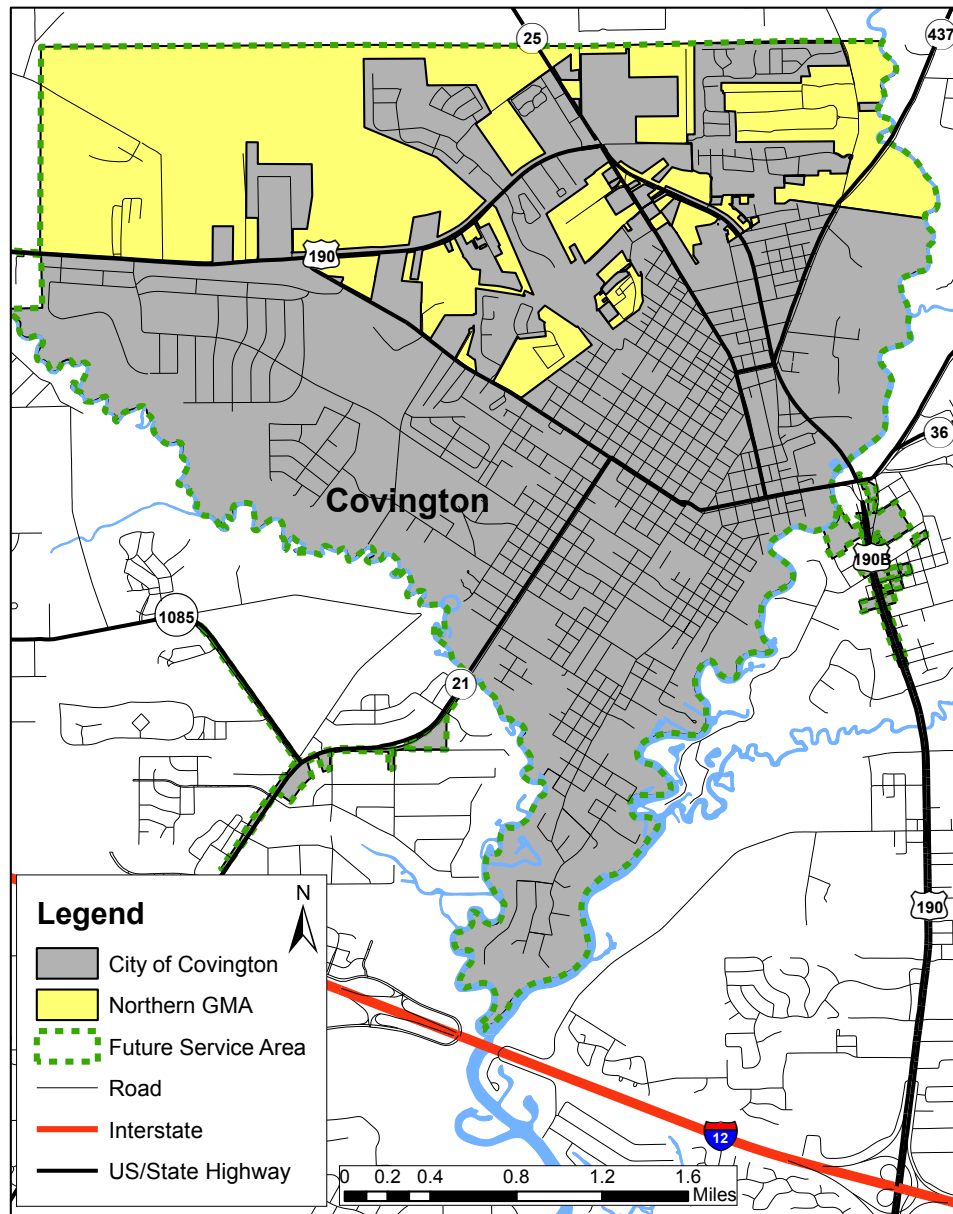 25
437
190
36
Covington
190B
1085
21
190
Legend
N
City of Covington
Northern GMA
Future Service Area
Road
Interstate
US/State Highway
12
0 0.2 0.4 0.8 1.2 1.6
Miles